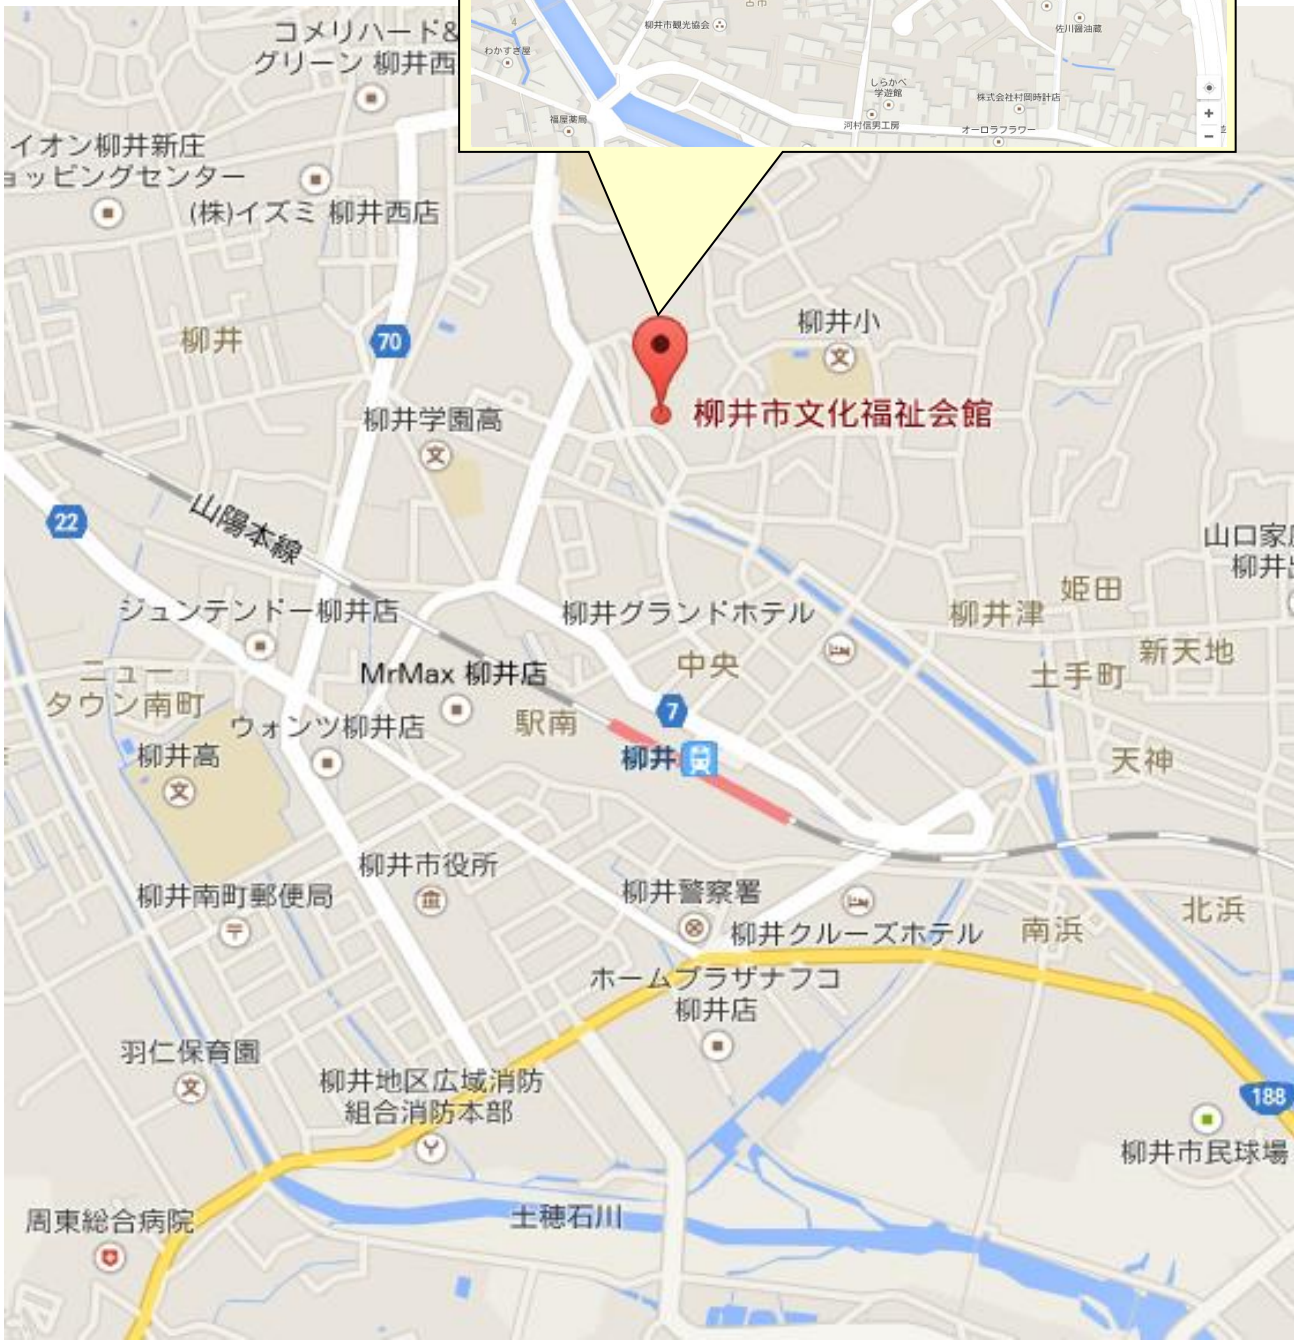 古市
4
柳井市観光協会
佐川醤油蔵
わかすぎ屋
しらかべ
学遊館
株式会社村岡時計店
福屋薬局
河村信男工房
オーロラフラワー
コメリハード&
グリーン 柳井西
イオン柳井新庄
ョッピングセンター
(株)イズミ 柳井西店
柳井
70
柳井小
文
柳井学園高
文
柳井市文化福祉会館
22
山陽本線
山口家
柳井
姫田
ジュンテンドー柳井店
柳井グランドホテル
柳井津
新天地
中央
土手町
MrMax 柳井店
ニュー
タウン南町
7
駅南
ウォンツ柳井店
柳井高
文
柳井
天神
柳井市役所
柳井警察署
柳井南町郵便局
〒
北浜
南浜
柳井クルーズホテル
ホームプラザナフコ
柳井店
羽仁保育園
文
柳井地区広域消防
組合消防本部
Y
188
柳井市民球場
周東総合病院
土穂石川